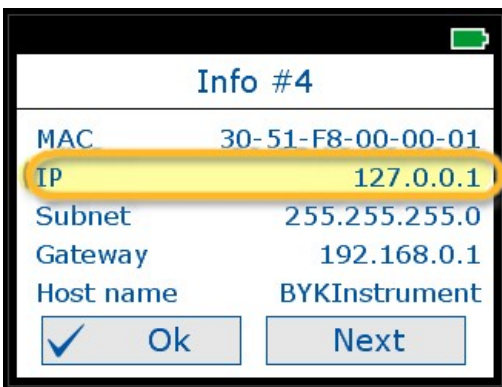 Info #4
MAC 30-51-F8-00-00-01
IP 127.0.0.1
Subnet 255.255.255.0
Gateway 192.168.0.1
Host name BYKInstrument
Ok Next